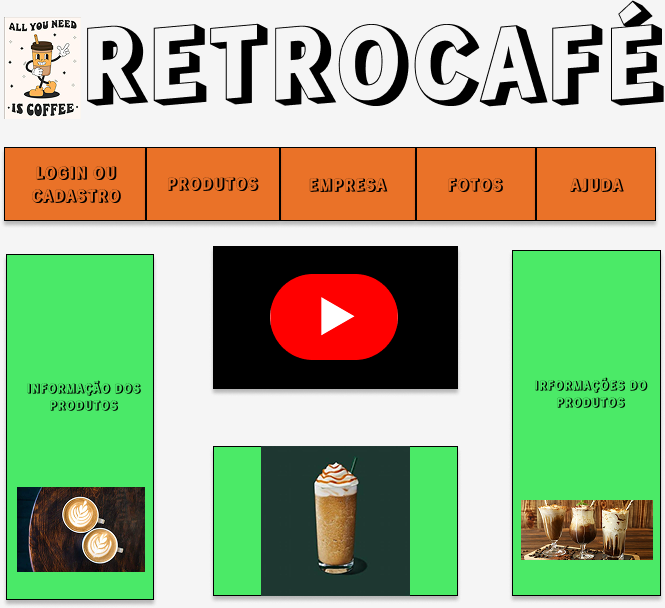 ALL YOU NEED
·IS COFFEE·
RETROCAFÉ
LOGIN OU
CADASTRO
PRODUTOS
EMPRESA
FOTOS
AJUDA
INFORMAÇÃO DOS
PRODUTOS
IRFORMAÇÕES DO
PRODUTOS